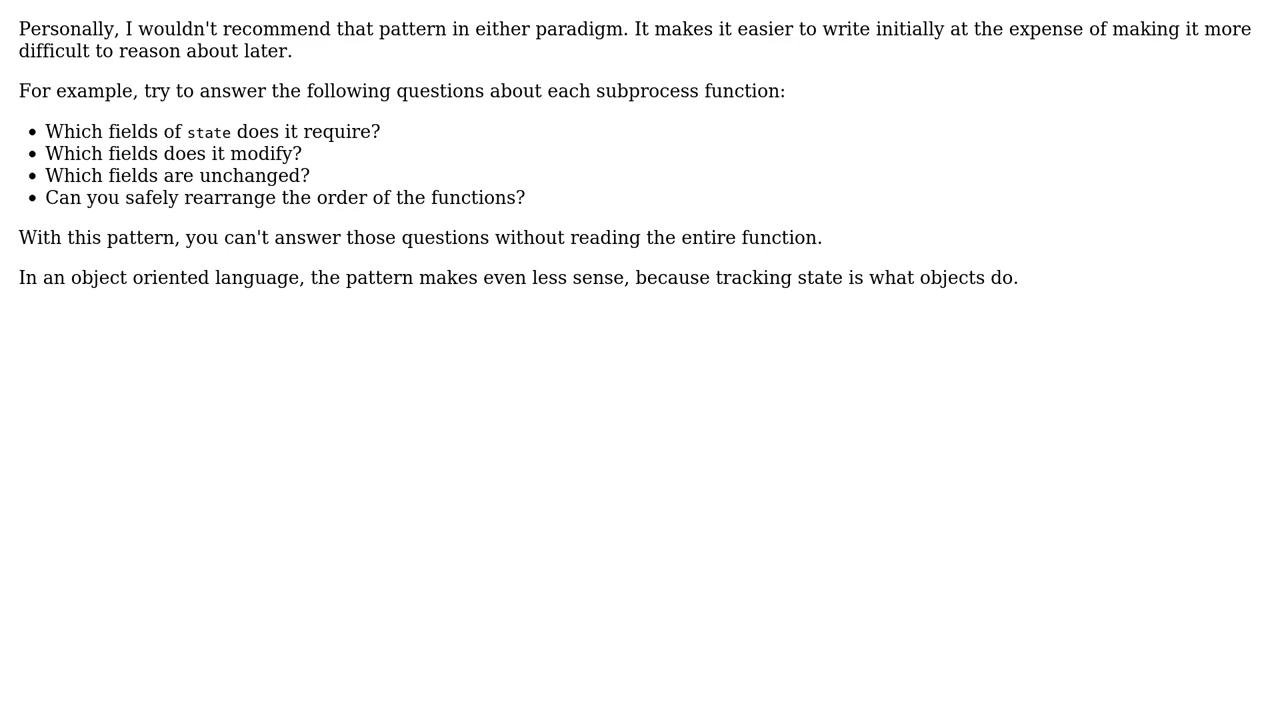 Personally, I wouldn't recommend that pattern in either paradigm. It makes it easier to write initially at the expense of making it more
difficult to reason about later.
For example, try to answer the following questions about each subprocess function:
• Which fields of state does it require?
• Which fields does it modify?
• Which fields are unchanged?
• Can you safely rearrange the order of the functions?
With this pattern, you can't answer those questions without reading the entire function.
In an object oriented language, the pattern makes even less sense, because tracking state is what objects do.